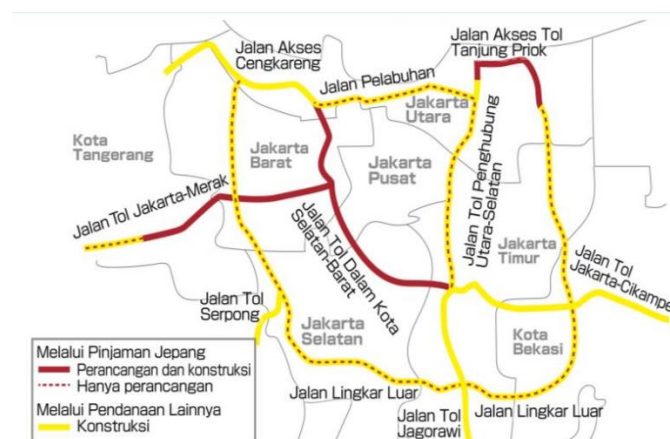 Jalan Akses
Cengkareng
Jalan Akses Tol
Tanjung Priok
Jalan Pelabuhan
Jakarta
Utara
Kota
Tangerang
Jakarta
Barat
Jakarta
Pusat
Jalan Tol Jakarta-Merak
Jalan Tol Dalam Kota
Selatan-Barat
Jalan Tol Penghubung
Utara-Selatan
Jakarta
Timur
Jalan Tol
Jakarta-Cikampe
Jalan Tol
Serpong
Jakarta
Selatan
Kota
Bekasi
Jalan Lingkar Luar
Jalan Lingkar Luar
Jalan Tol
Jagorawi
Melalui Pinjaman Jepang
Perancangan dan konstruksi
Hanya perancangan
Melalui Pendanaan Lainnya
Konstruksi